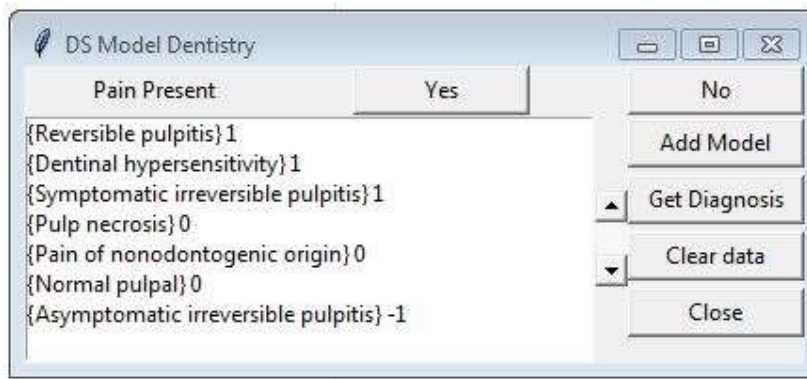 DS Model Dentistry
Pain Present Yes No
{Reversible pulpitis} 1
{Dentinal hypersensitivity} 1
{Symptomatic irreversible pulpitis} 1
{Pulp necrosis} 0
{Pain of nonodontogenic origin} 0
{Normal pulpal} 0
{Asymptomatic irreversible pulpitis} -1
Add Model
Get Diagnosis
Clear data
Close